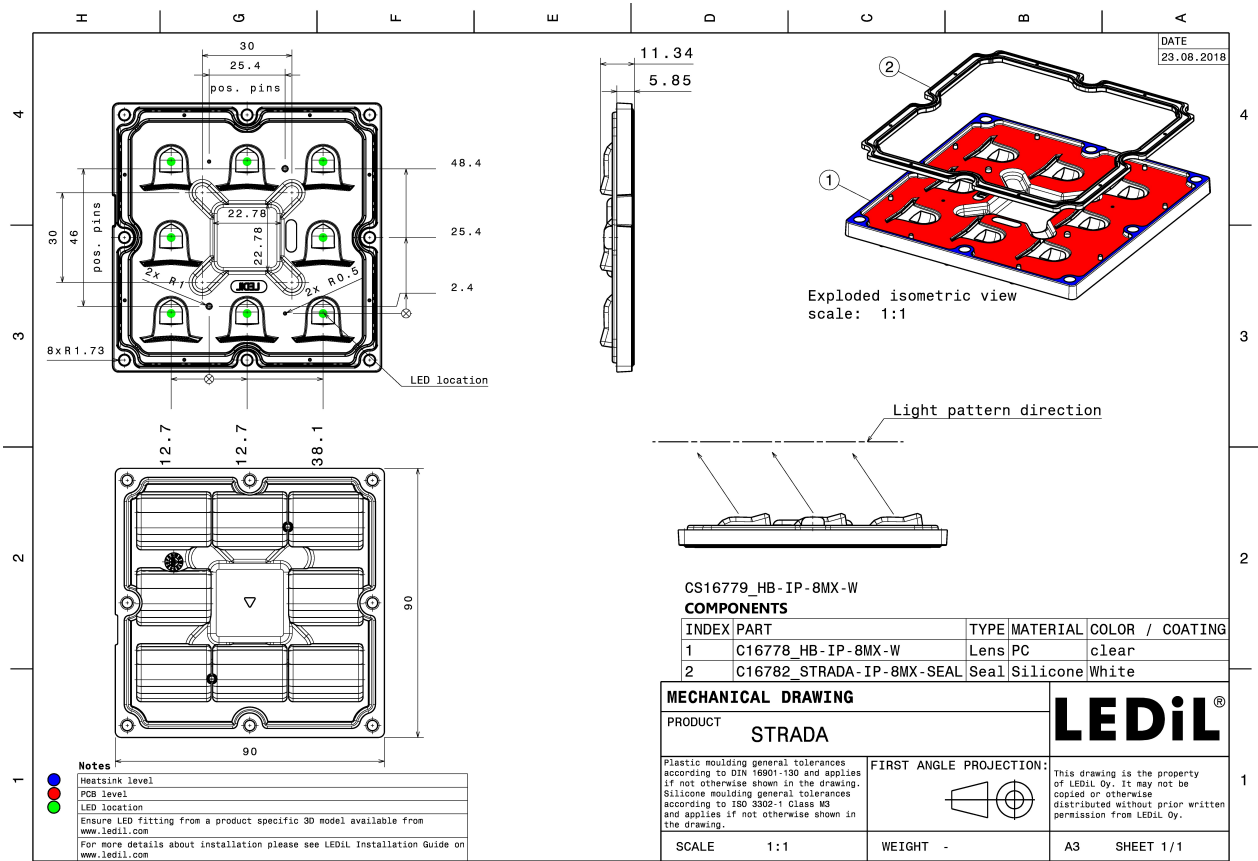 H G F E D C B A
DATE
23.08.2018
4
4
3
3
2
2
1
1
30
25.4
pos. pins
48.4
25.4
2.4
30
46
pos. pins
22.78
22.78
2x R1
2x R0.5
LEDiL
8xR1.73
LED location
12.7
12.7
38.1
11.34
5.85
2
1
Exploded isometric view
scale: 1:1
Light pattern direction
90
90
CS16779_HB-IP-8MX-W
COMPONENTS
INDEX PART TYPE MATERIAL COLOR / COATING
1 C16778_HB-IP-8MX-W Lens PC clear
2 C16782_STRADA-IP-8MX-SEAL Seal Silicone White
Notes
Heatsink level
PCB level
LED location
Ensure LED fitting from a product specific 3D model available from
www.ledil.com
For more details about installation please see LEDiL Installation Guide on
www.ledil.com
MECHANICAL DRAWING
PRODUCT
STRADA
LEDiL®
Plastic moulding general tolerances
according to DIN 16901-130 and applies
if not otherwise shown in the drawing.
Silicone moulding general tolerances
according to ISO 3302-1 Class M3
and applies if not otherwise shown in
the drawing.
FIRST ANGLE PROJECTION:
This drawing is the property
of LEDiL Oy. It may not be
copied or otherwise
distributed without prior written
permission from LEDiL Oy.
SCALE 1:1
WEIGHT -
A3 SHEET 1/1